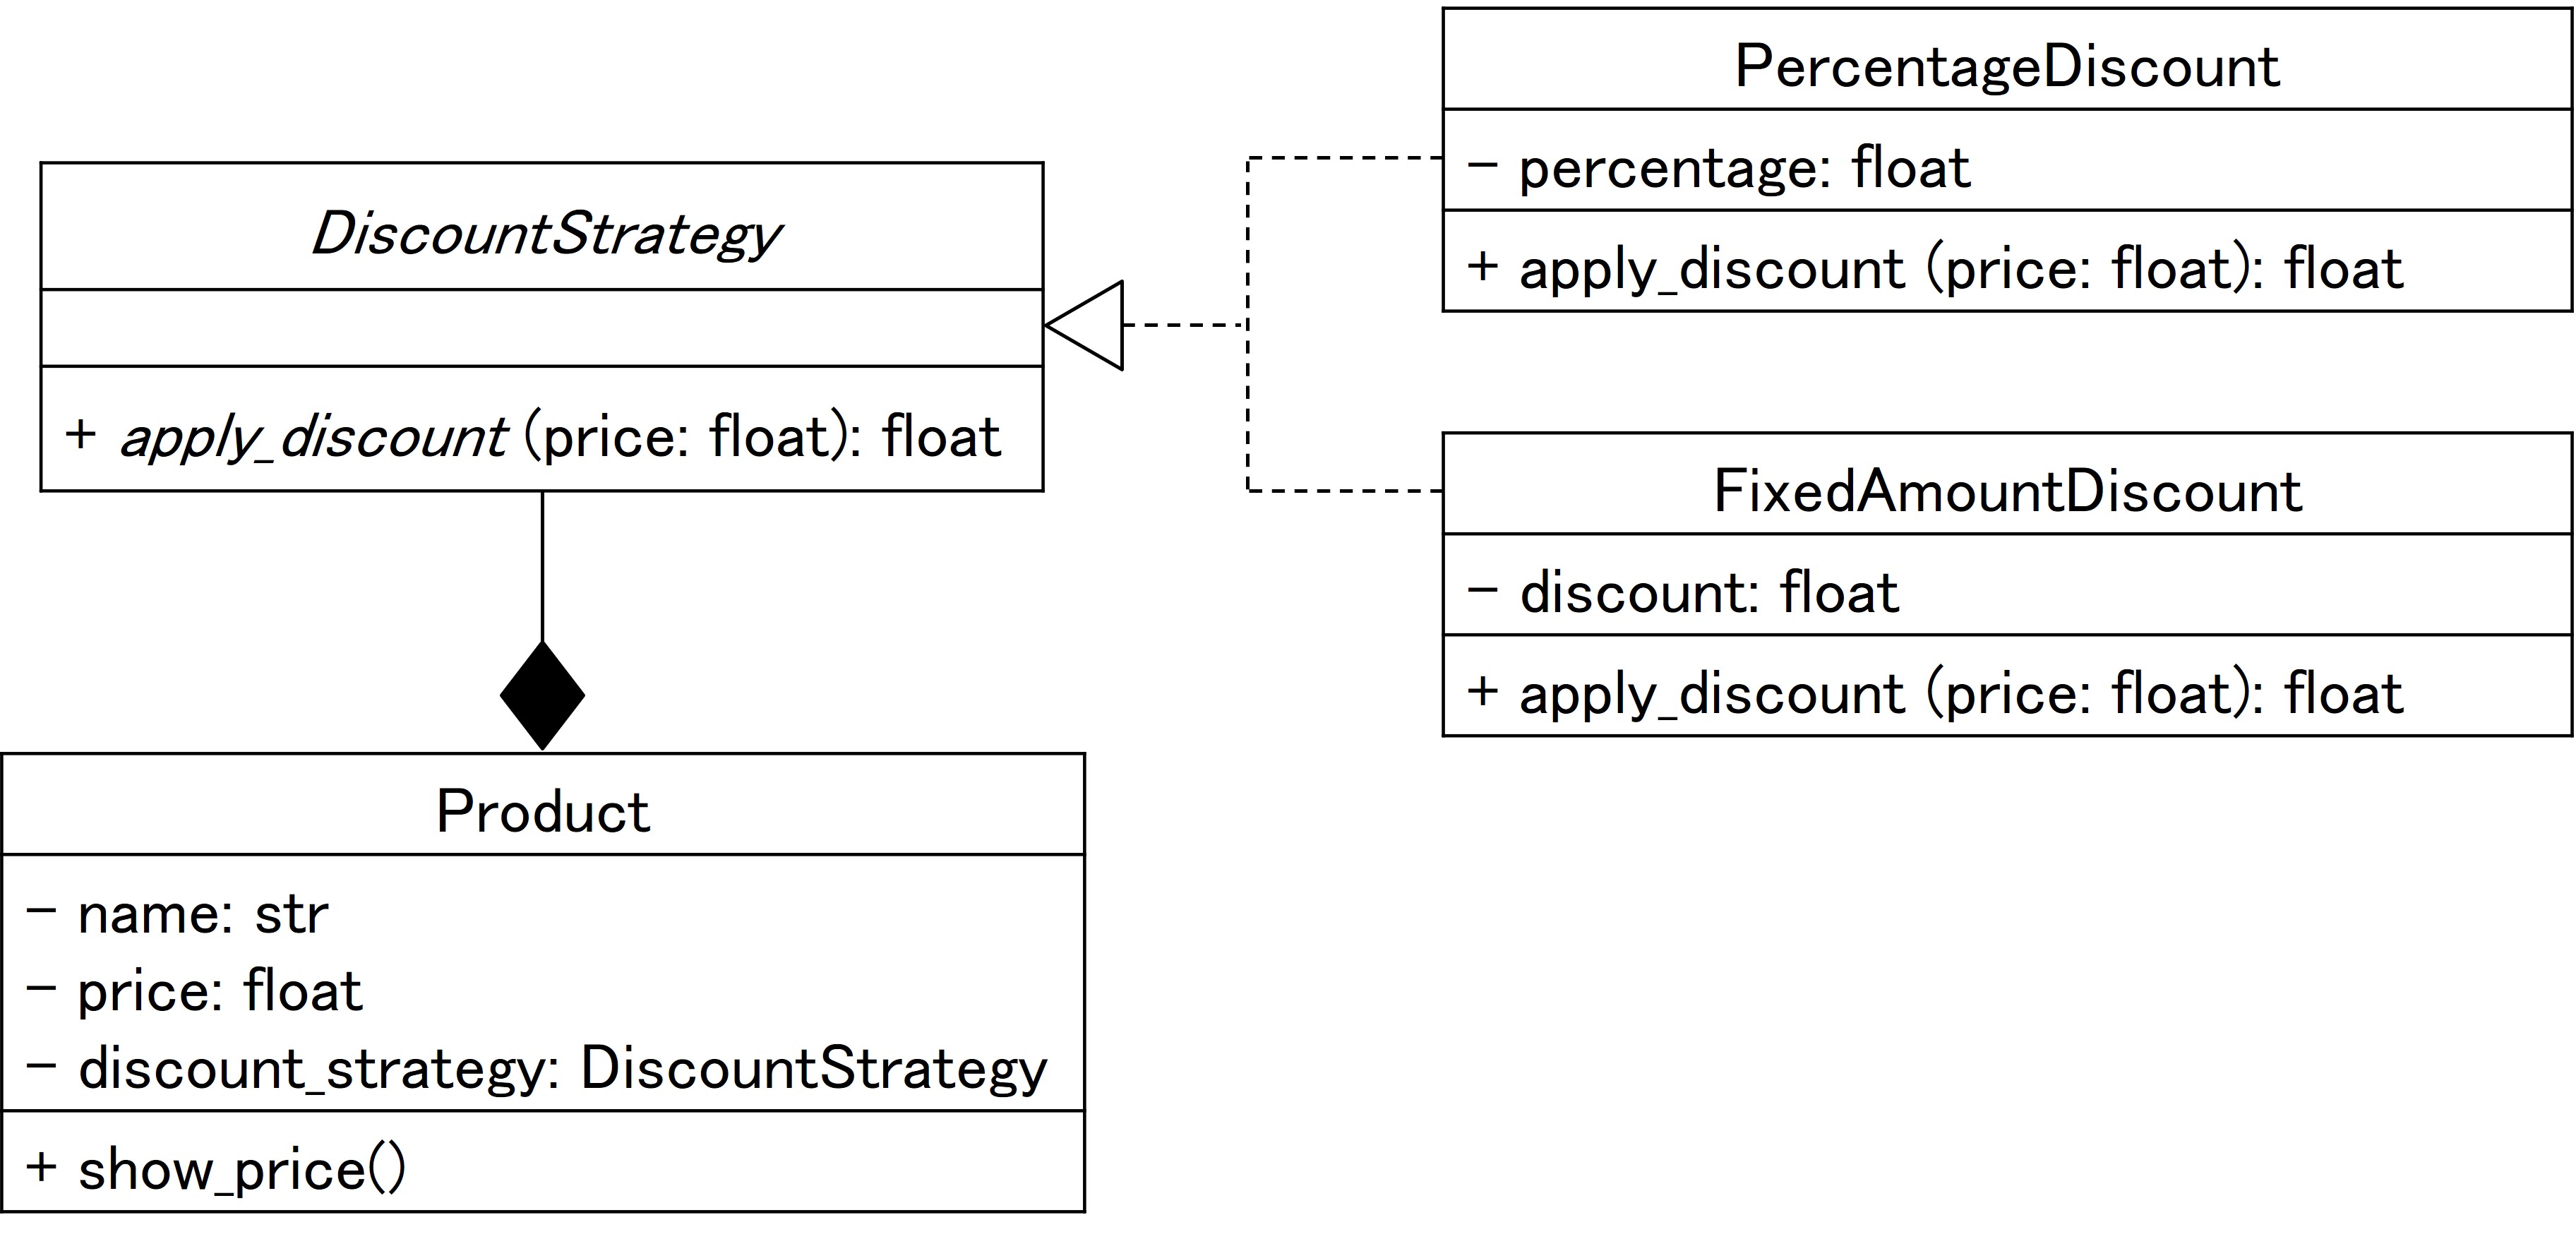 DiscountStrategy
+ apply_discount (price: float): float
PercentageDiscount
- percentage: float
+ apply_discount (price: float): float
FixedAmountDiscount
- discount: float
+ apply_discount (price: float): float
Product
- name: str
- price: float
- discount_strategy: DiscountStrategy
+ show_price()